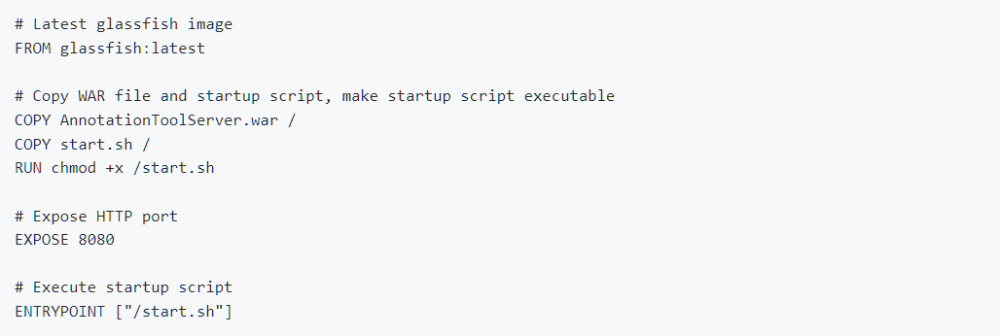 # Latest glassfish image
FROM glassfish:latest
# Copy WAR file and startup script, make startup script executable
COPY AnnotationToolServer.war /
COPY start.sh /
RUN chmod +x /start.sh
# Expose HTTP port
EXPOSE 8080
# Execute startup script
ENTRYPOINT ["/start.sh"]